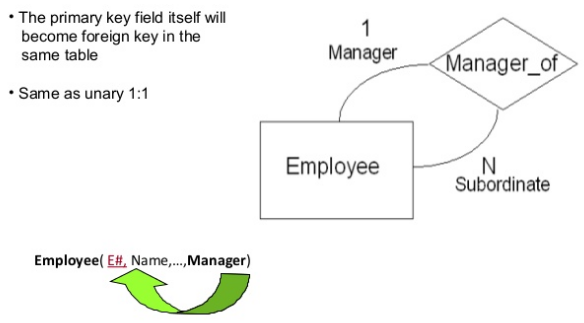 • The primary key field itself will
become foreign key in the
same table
• Same as unary 1:1
1
Manager
Manager_of
Employee
N
Subordinate
Employee( E#, Name,...,Manager)